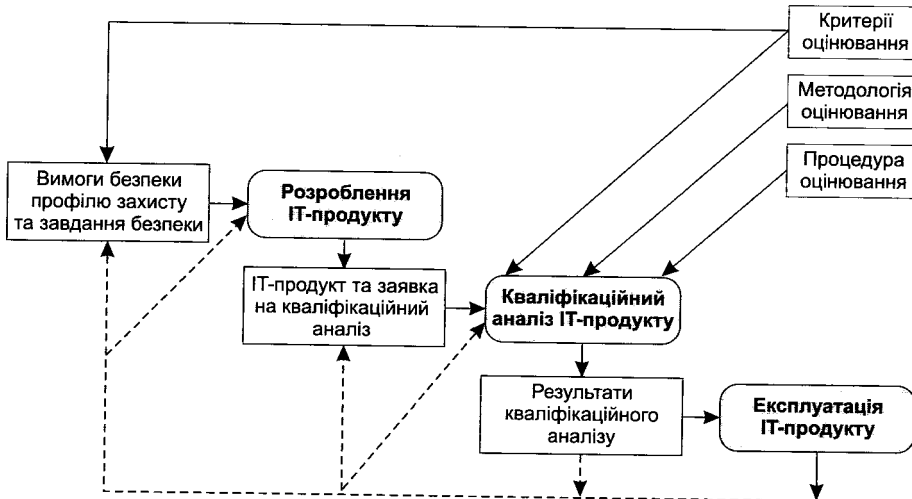 Критерії
оцінювання
Методологія
оцінювання
Процедура
оцінювання
Вимоги безпеки
профілю захисту
та завдання безпеки
Розроблення
ІТ-продукту
ІТ-продукт та заявка
на кваліфікаційний
аналіз
Кваліфікаційний
аналіз ІТ-продукту
Результати
кваліфікаційного
аналізу
Експлуатація
ІТ-продукту